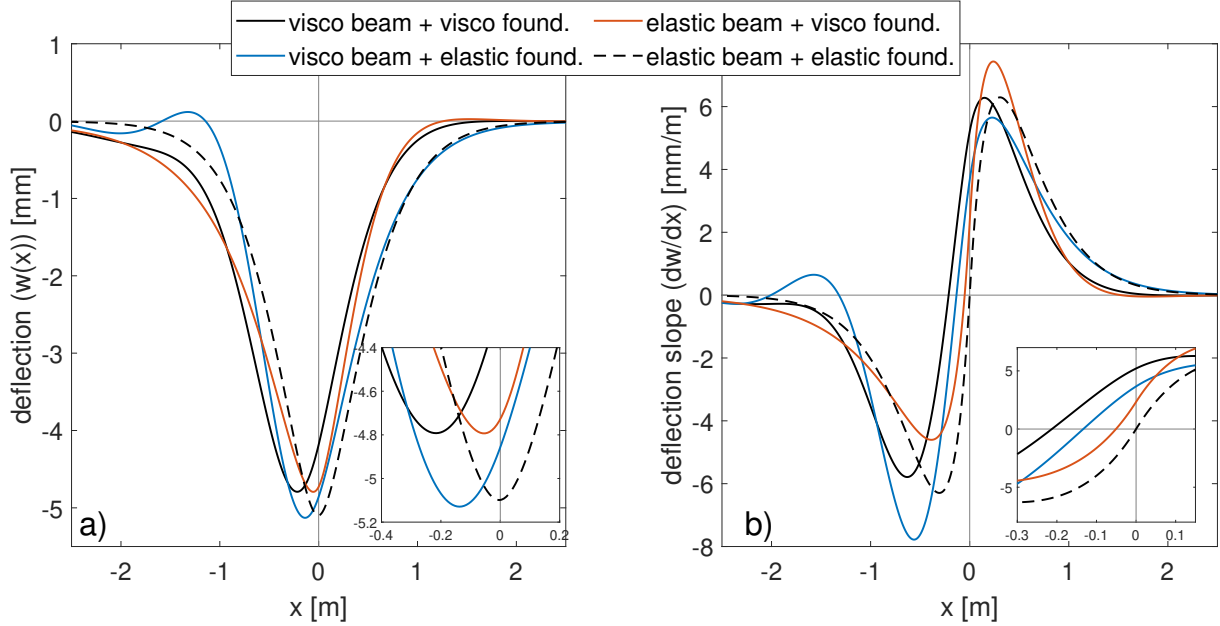 visco beam + visco found.
elastic beam + visco found.
visco beam + elastic found.
elastic beam + elastic found.
deflection (w(x)) [mm]
1
0
-1
-2
-3
-4
-5
-2 -1 0 1 2
x [m]
a)
-4.4
-4.6
-4.8
-5
-5.2
-0.4 -0.2 0 0.2
deflection slope (dw/dx) [mm/m]
6
4
2
0
-2
-4
-6
-8
-2 -1 0 1 2
x [m]
b)
5
0
-5
-0.3 -0.2 -0.1 0 0.1